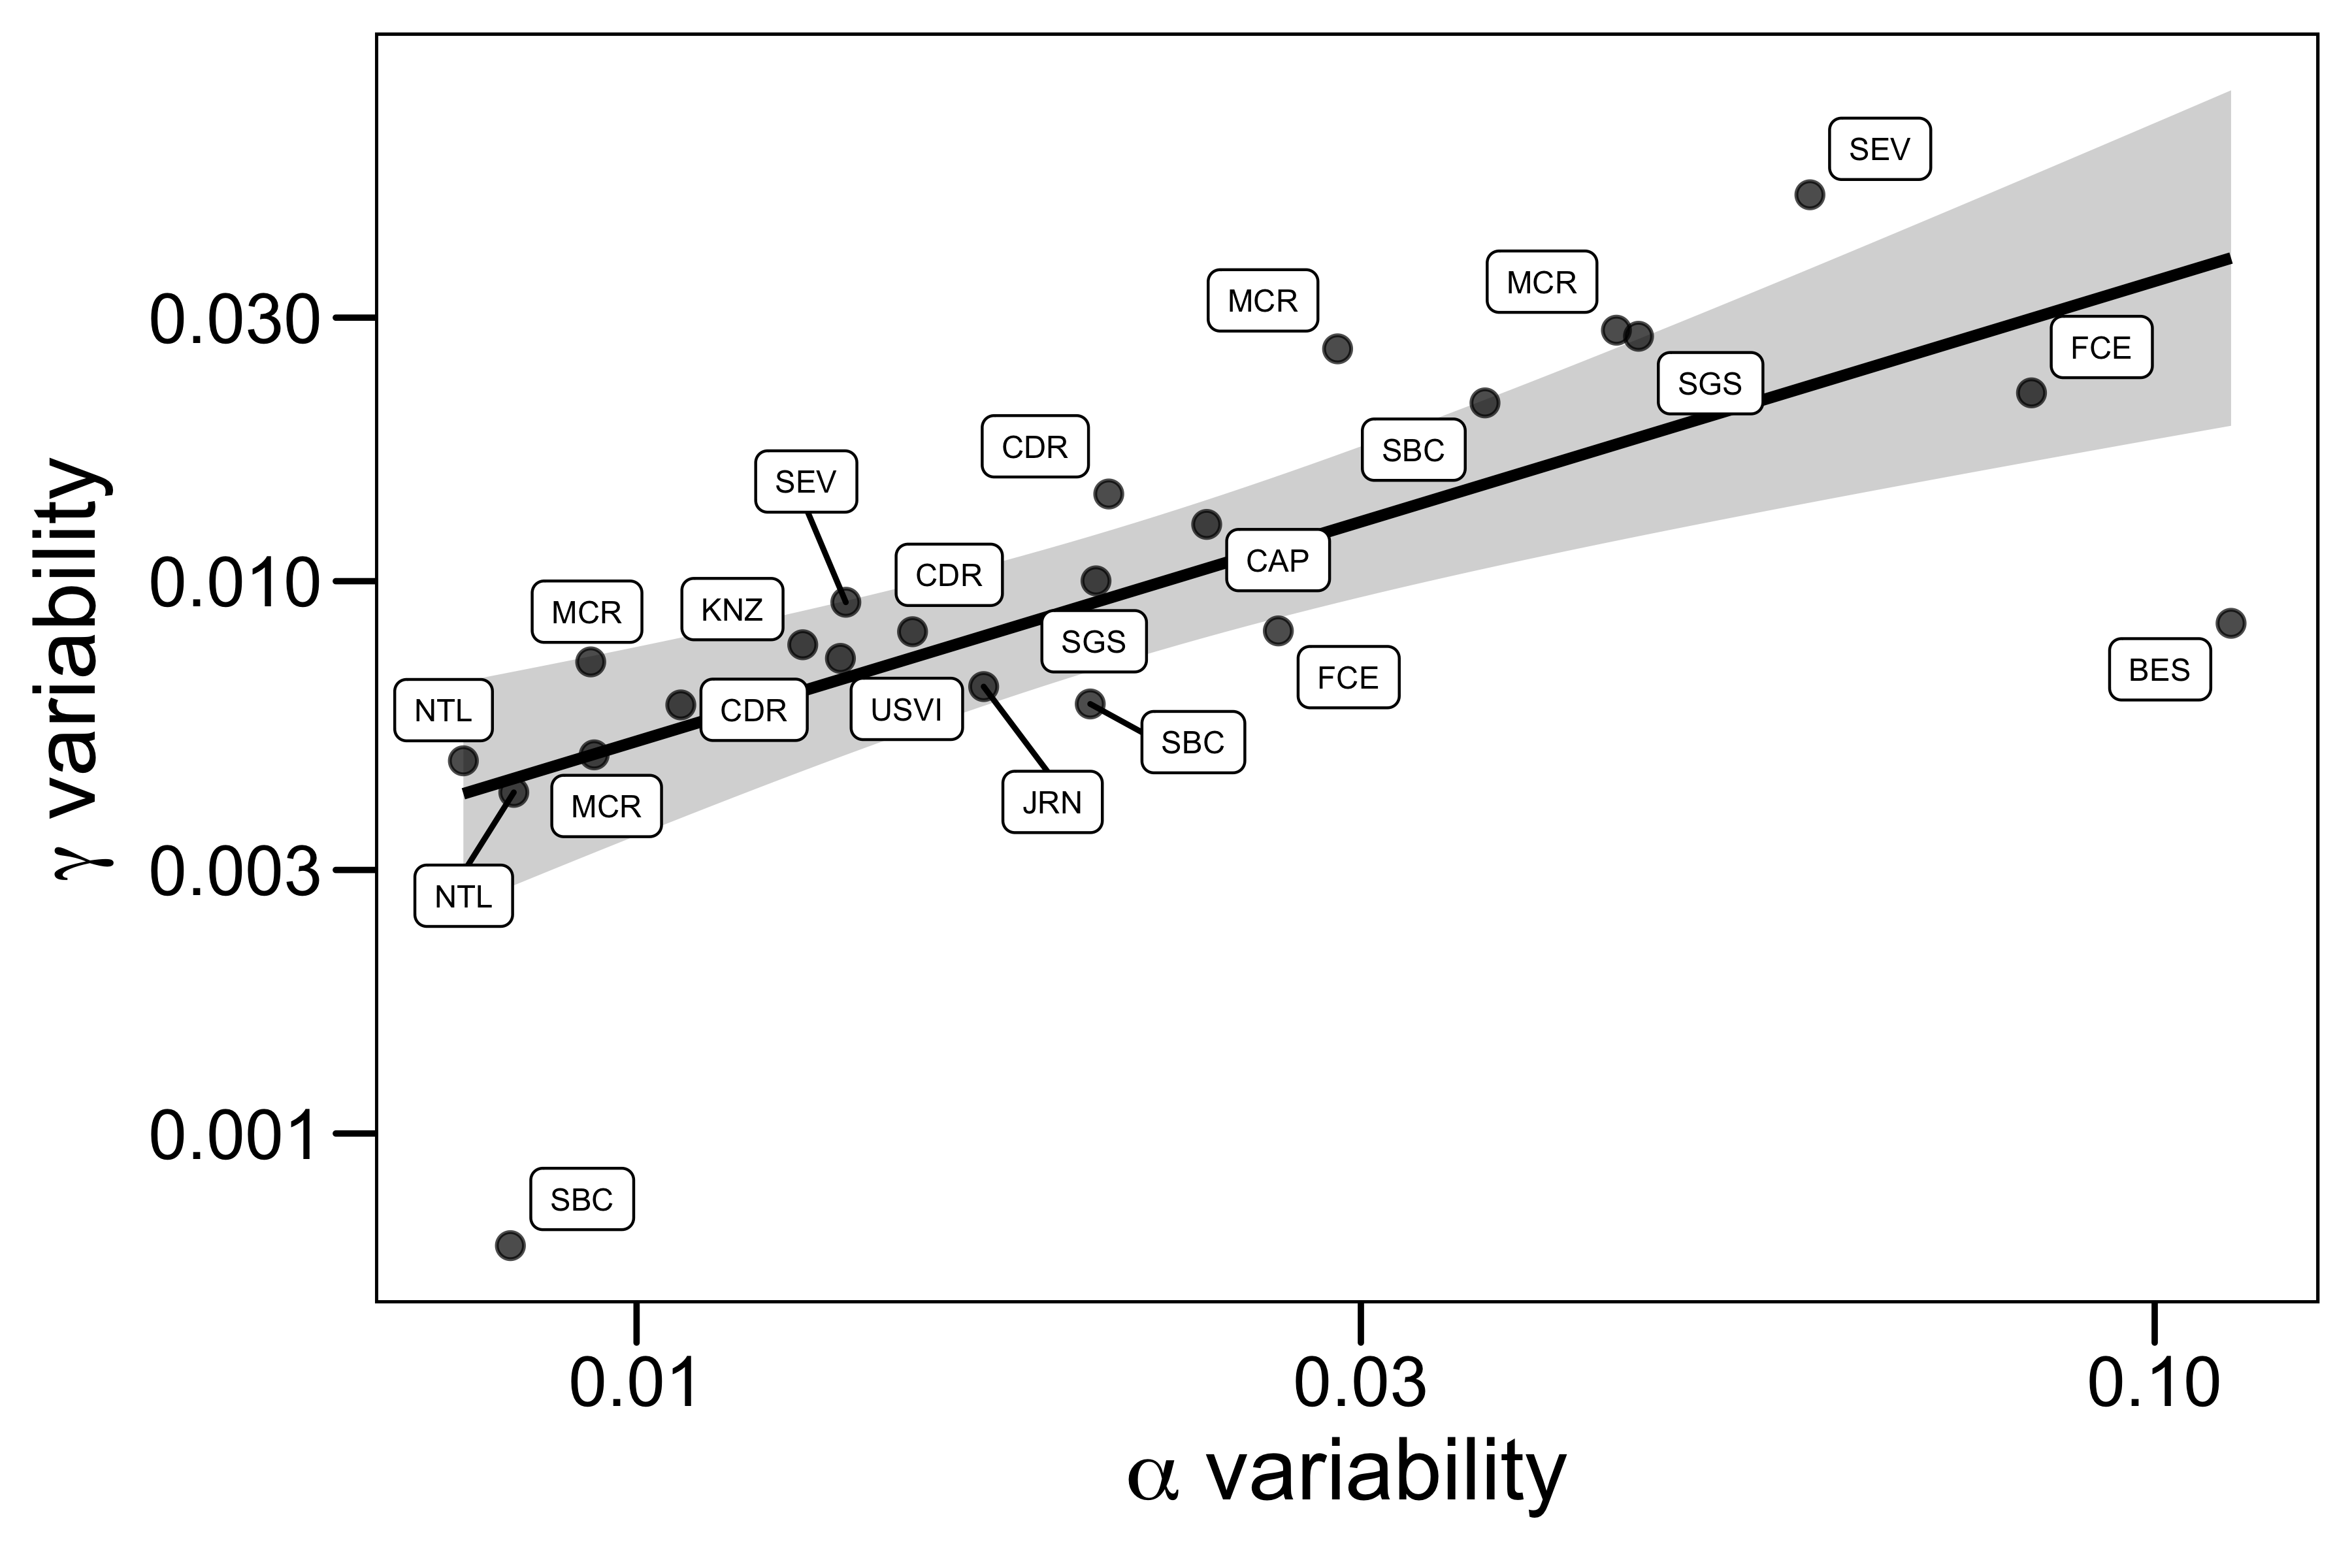 SEV
MCR
MCR
0.030
FCE
SGS
CDR
SBC
SEV
CAP
CDR
0.010
KNZ
MCR
SGS
BES
FCE
NTL
CDR
USVI
SBC
JRN
MCR
0.003
NTL
0.001
SBC
γ variability
0.01
0.03
0.10
α variability